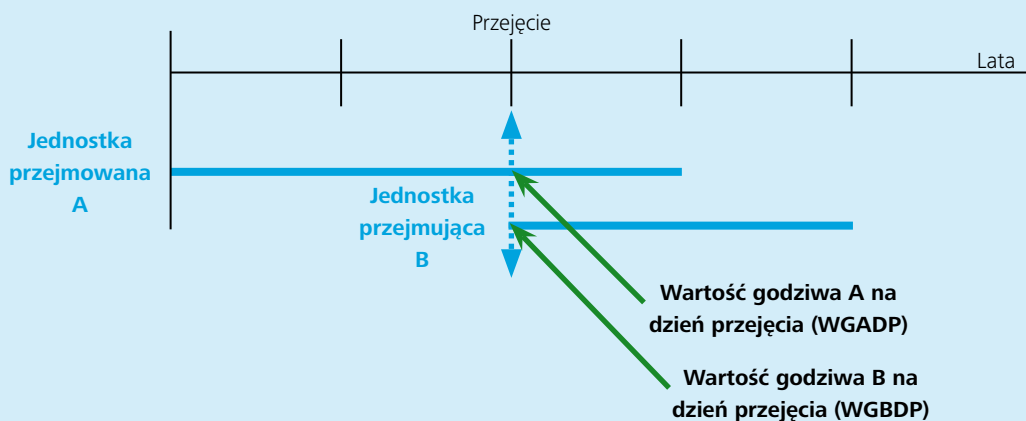 Przejęcie
Lata
Jednostka
przejmowana
A
Jednostka
przejmująca
B
Wartość godziwa A na
dzień przejęcia (WGADP)
Wartość godziwa B na
dzień przejęcia (WGBDP)